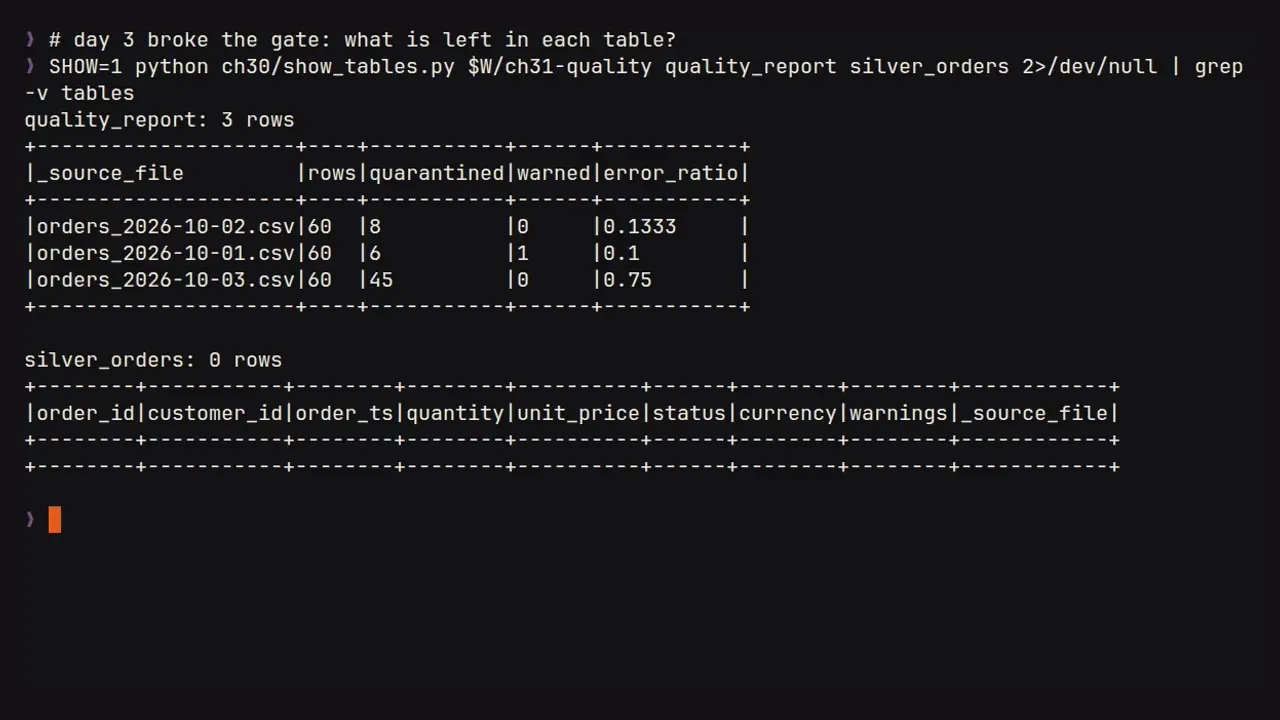 ❯ # day 3 broke the gate: what is left in each table?
❯ SHOW=1 python ch30/show_tables.py $W/ch31-quality quality_report silver_orders 2>/dev/null | grep
-v tables
quality_report: 3 rows
+---------------------+----+-----------+------+-----------+
|_source_file         |rows|quarantined|warned|error_ratio|
+---------------------+----+-----------+------+-----------+
|orders_2026-10-02.csv|60  |8          |0     |0.1333     |
|orders_2026-10-01.csv|60  |6          |1     |0.1        |
|orders_2026-10-03.csv|60  |45         |0     |0.75       |
+---------------------+----+-----------+------+-----------+
silver_orders: 0 rows
+--------+-----------+--------+--------+----------+------+--------+--------+------------+
|order_id|customer_id|order_ts|quantity|unit_price|status|currency|warnings|_source_file|
+--------+-----------+--------+--------+----------+------+--------+--------+------------+
+--------+-----------+--------+--------+----------+------+--------+--------+------------+
❯